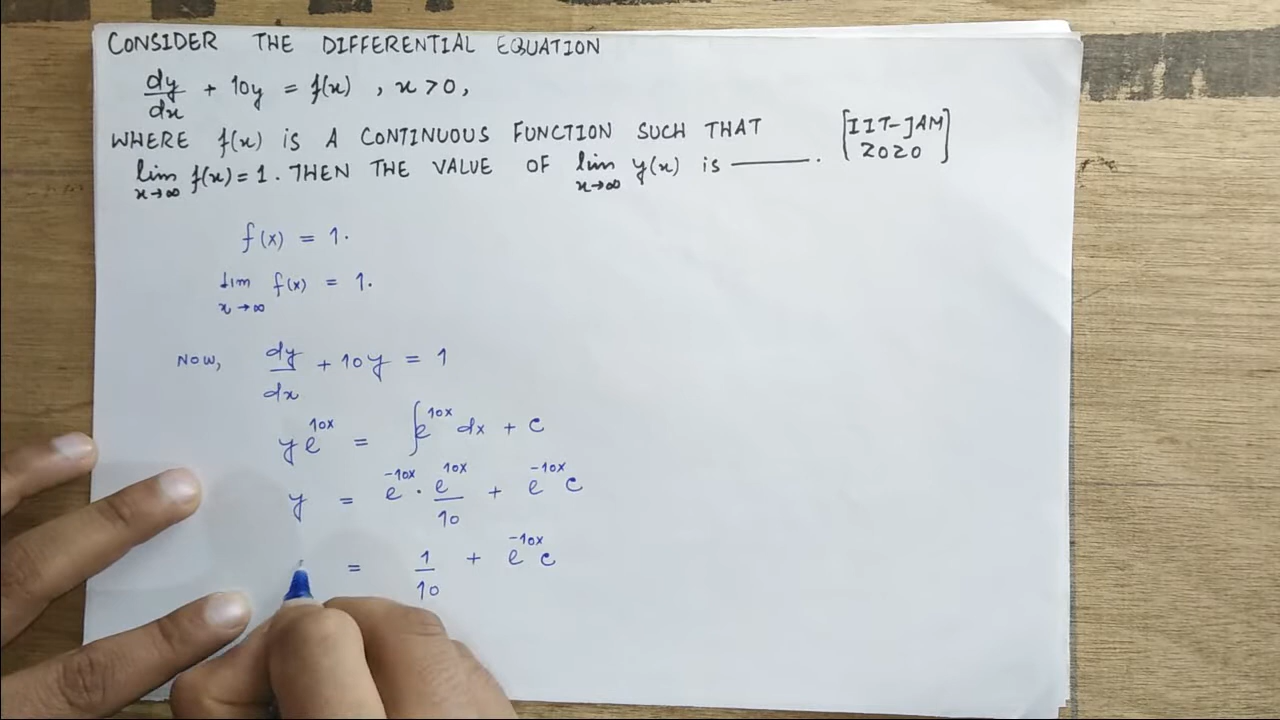 CONSIDER THE DIFFERENTIAL EQUATION
dy/dx + 10y = f(x) , x > 0,
WHERE f(x) IS A CONTINUOUS FUNCTION SUCH THAT [IIT-JAM 2020]
lim x→∞ f(x) = 1. THEN THE VALUE OF lim x→∞ y(x) is ———.
f(x) = 1.
lim x→∞ f(x) = 1.
NOW, dy/dx + 10y = 1
ye^10x = ∫e^10x dx + c
y = e^-10x . e^10x/10 + e^-10x c
= 1/10 + e^-10x c